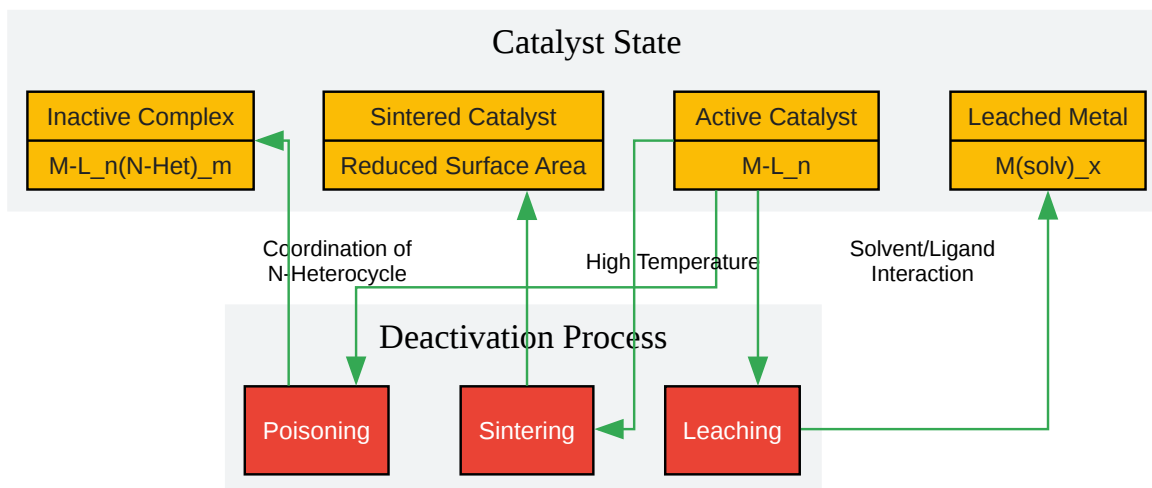 Catalyst State
Inactive Complex
M-L_n(N-Het)_m
Sintered Catalyst
Reduced Surface Area
Active Catalyst
M-L_n
Leached Metal
M(solv)_x
Coordination of
N-Heterocycle
High Temperature
Solvent/Ligand
Interaction
Deactivation Process
Poisoning
Sintering
Leaching